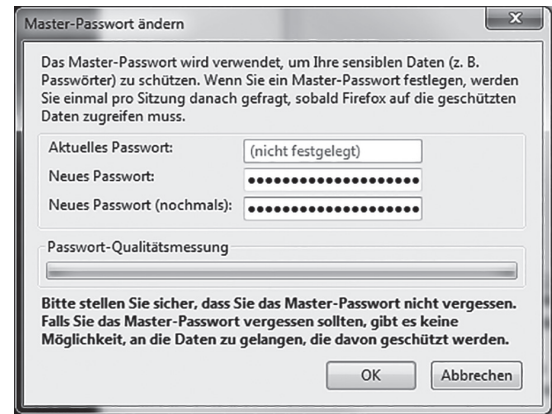 Master-Passwort ändern
Das Master-Passwort wird verwendet, um Ihre sensiblen Daten (z. B.
Passwörter) zu schützen. Wenn Sie ein Master-Passwort festlegen, werden
Sie einmal pro Sitzung danach gefragt, sobald Firefox auf die geschützten
Daten zugreifen muss.
Aktuelles Passwort: (nicht festgelegt)
Neues Passwort: ●●●●●●●●●●●●●●●●●●●●
Neues Passwort (nochmals): ●●●●●●●●●●●●●●●●●●●●
Passwort-Qualitätsmessung
Bitte stellen Sie sicher, dass Sie das Master-Passwort nicht vergessen.
Falls Sie das Master-Passwort vergessen sollten, gibt es keine
Möglichkeit, an die Daten zu gelangen, die davon geschützt werden.
OK Abbrechen